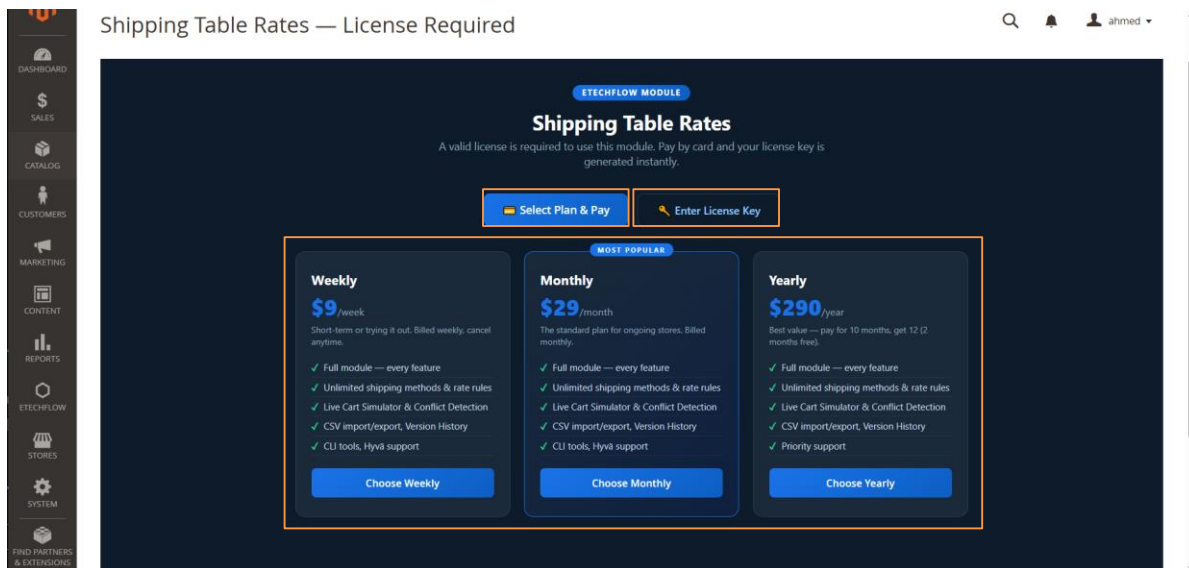 Shipping Table Rates — License Required
ahmed
DASHBOARD
SALES
CATALOG
CUSTOMERS
MARKETING
CONTENT
REPORTS
ETECHFLOW
STORES
SYSTEM
FIND PARTNERS
& EXTENSIONS
ETECHFLOW MODULE
Shipping Table Rates
A valid license is required to use this module. Pay by card and your license key is
generated instantly.
Select Plan & Pay
Enter License Key
Weekly
$9/week
Short-term or trying it out. Billed weekly, cancel
anytime.
✓ Full module — every feature
✓ Unlimited shipping methods & rate rules
✓ Live Cart Simulator & Conflict Detection
✓ CSV import/export, Version History
✓ CLI tools, Hyvä support
Choose Weekly
MOST POPULAR
Monthly
$29/month
The standard plan for ongoing stores. Billed
monthly.
✓ Full module — every feature
✓ Unlimited shipping methods & rate rules
✓ Live Cart Simulator & Conflict Detection
✓ CSV import/export, Version History
✓ CLI tools, Hyvä support
Choose Monthly
Yearly
$290/year
Best value — pay for 10 months, get 12 (2
months free).
✓ Full module — every feature
✓ Unlimited shipping methods & rate rules
✓ Live Cart Simulator & Conflict Detection
✓ CSV import/export, Version History
✓ Priority support
Choose Yearly